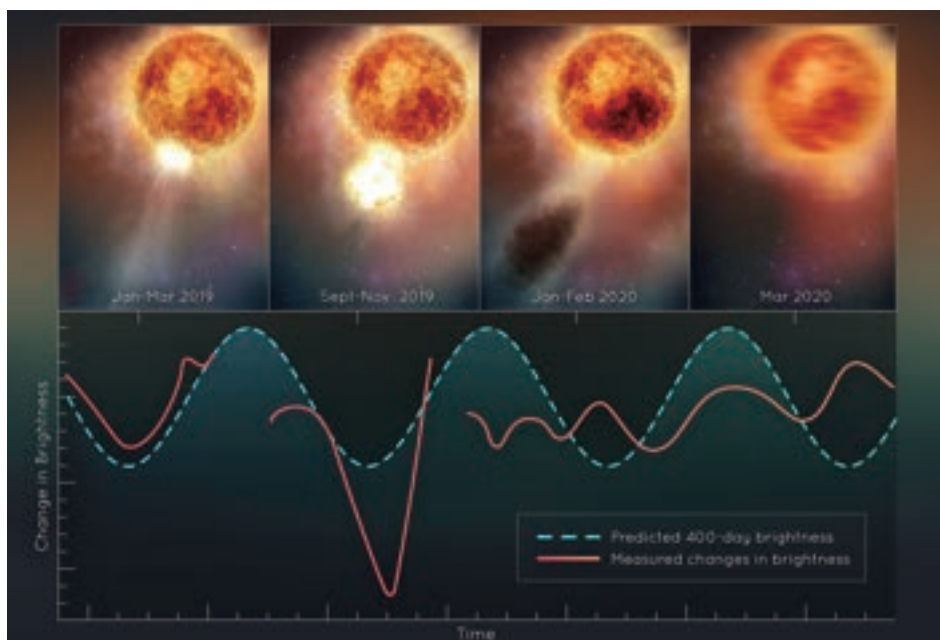 Jan-Mar 2019
Sept-Nov. 2019
Jan-Feb 2020
Mar 2020
Change in Brightness
Predicted 400-day brightness
Measured changes in brightness
Time